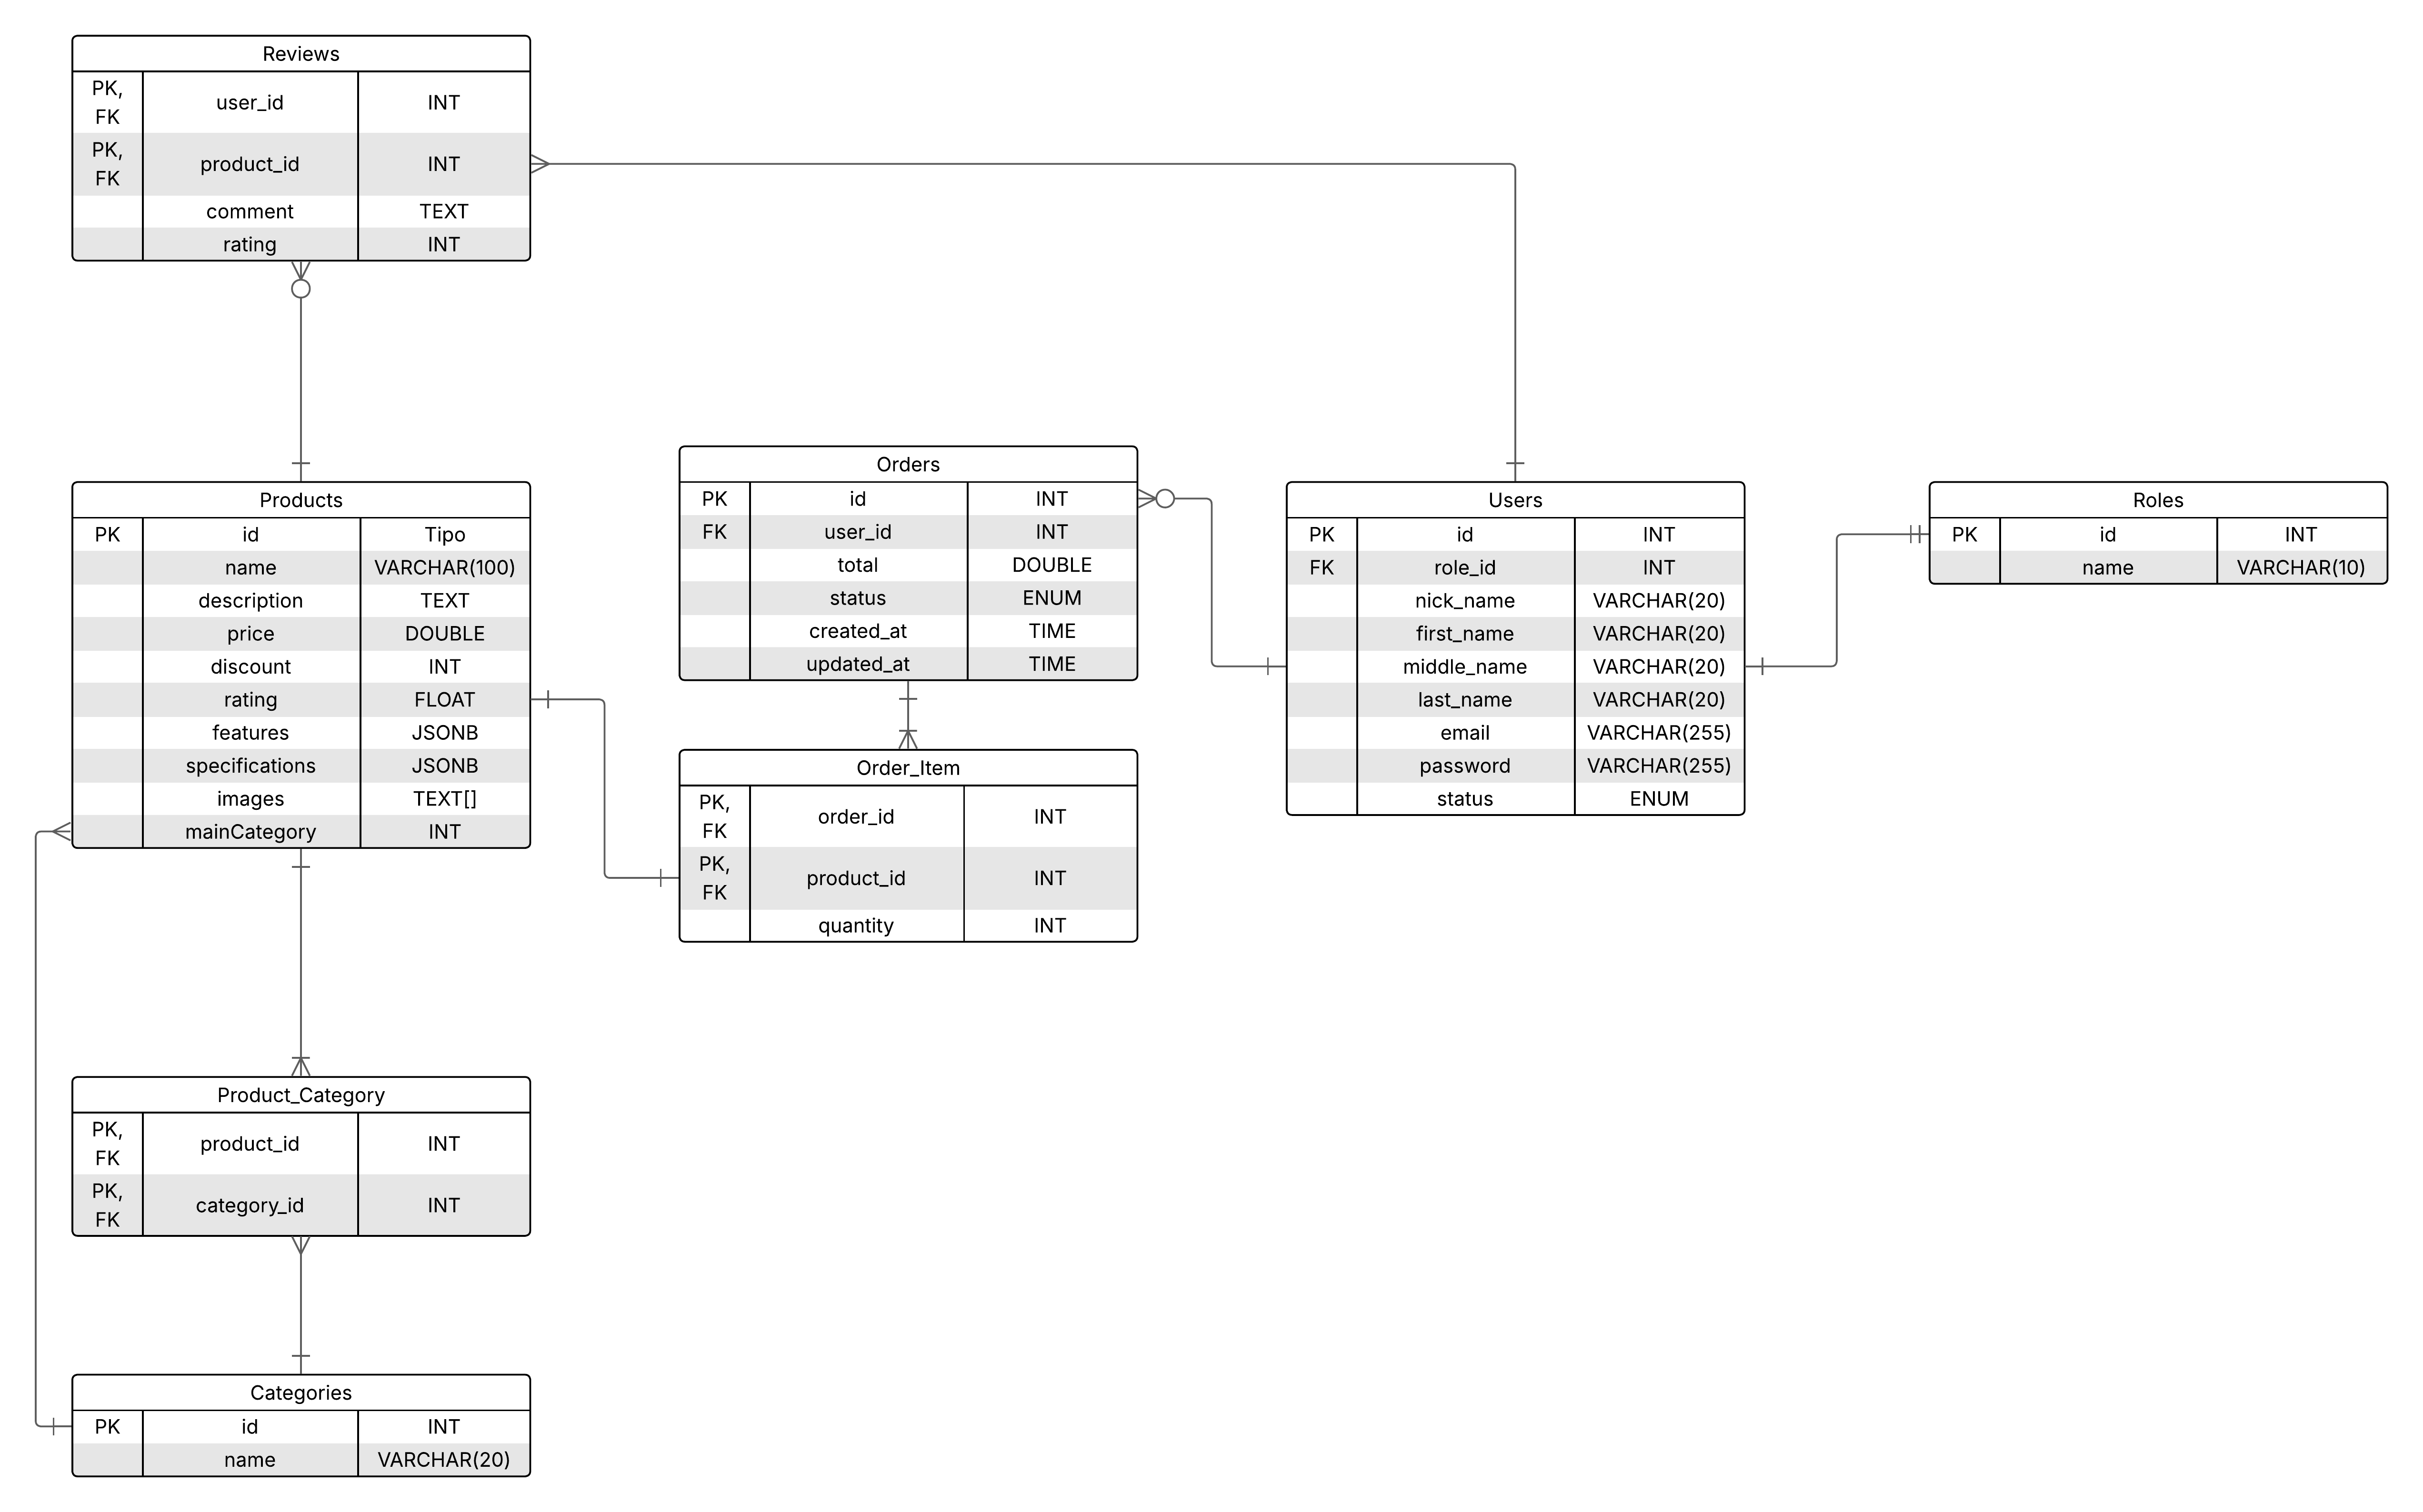 Reviews
PK, FK user_id INT
PK, FK product_id INT
comment TEXT
rating INT
Products
PK id Tipo
name VARCHAR(100)
description TEXT
price DOUBLE
discount INT
rating FLOAT
features JSONB
specifications JSONB
images TEXT[]
mainCategory INT
Orders
PK id INT
FK user_id INT
total DOUBLE
status ENUM
created_at TIME
updated_at TIME
Order_Item
PK, FK order_id INT
PK, FK product_id INT
quantity INT
Users
PK id INT
FK role_id INT
nick_name VARCHAR(20)
first_name VARCHAR(20)
middle_name VARCHAR(20)
last_name VARCHAR(20)
email VARCHAR(255)
password VARCHAR(255)
status ENUM
Roles
PK id INT
name VARCHAR(10)
Product_Category
PK, FK product_id INT
PK, FK category_id INT
Categories
PK id INT
name VARCHAR(20)